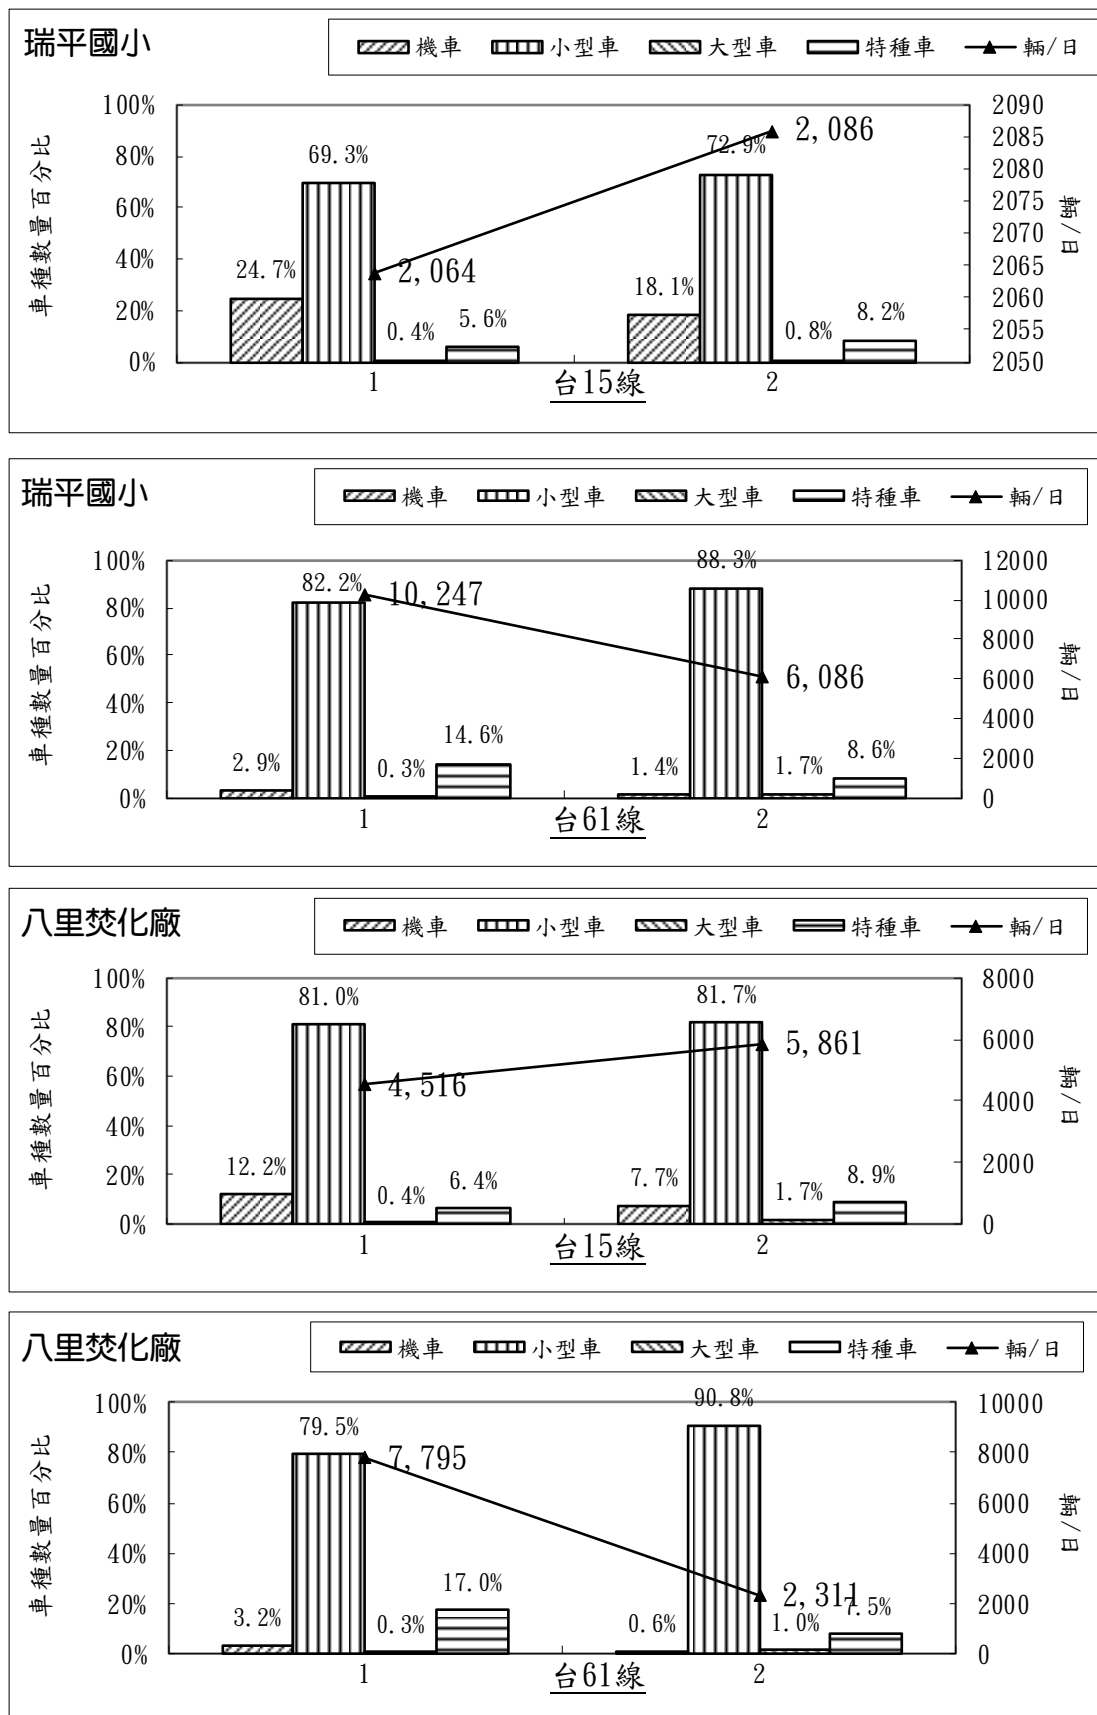 瑞平國小
機車 小型車 大型車 特種車 輛/日
車種數量百分比
100%
80%
60%
40%
20%
0%
24.7% 69.3% 0.4% 5.6%
18.1% 72.9% 0.8% 8.2%
2,064 2,086
2090
2085
2080
2075
2070
2065
2060
2055
2050
輛/日
1 台15線 2
瑞平國小
機車 小型車 大型車 特種車 輛/日
車種數量百分比
100%
80%
60%
40%
20%
0%
2.9% 82.2% 0.3% 14.6%
1.4% 88.3% 1.7% 8.6%
10,247 6,086
12000
10000
8000
6000
4000
2000
0
輛/日
1 台61線 2
八里焚化廠
機車 小型車 大型車 特種車 輛/日
車種數量百分比
100%
80%
60%
40%
20%
0%
12.2% 81.0% 0.4% 6.4%
7.7% 81.7% 1.7% 8.9%
4,516 5,861
8000
6000
4000
2000
0
輛/日
1 台15線 2
八里焚化廠
機車 小型車 大型車 特種車 輛/日
車種數量百分比
100%
80%
60%
40%
20%
0%
3.2% 79.5% 0.3% 17.0%
0.6% 90.8% 1.0% 7.5%
7,795 2,311
10000
8000
6000
4000
2000
0
輛/日
1 台61線 2